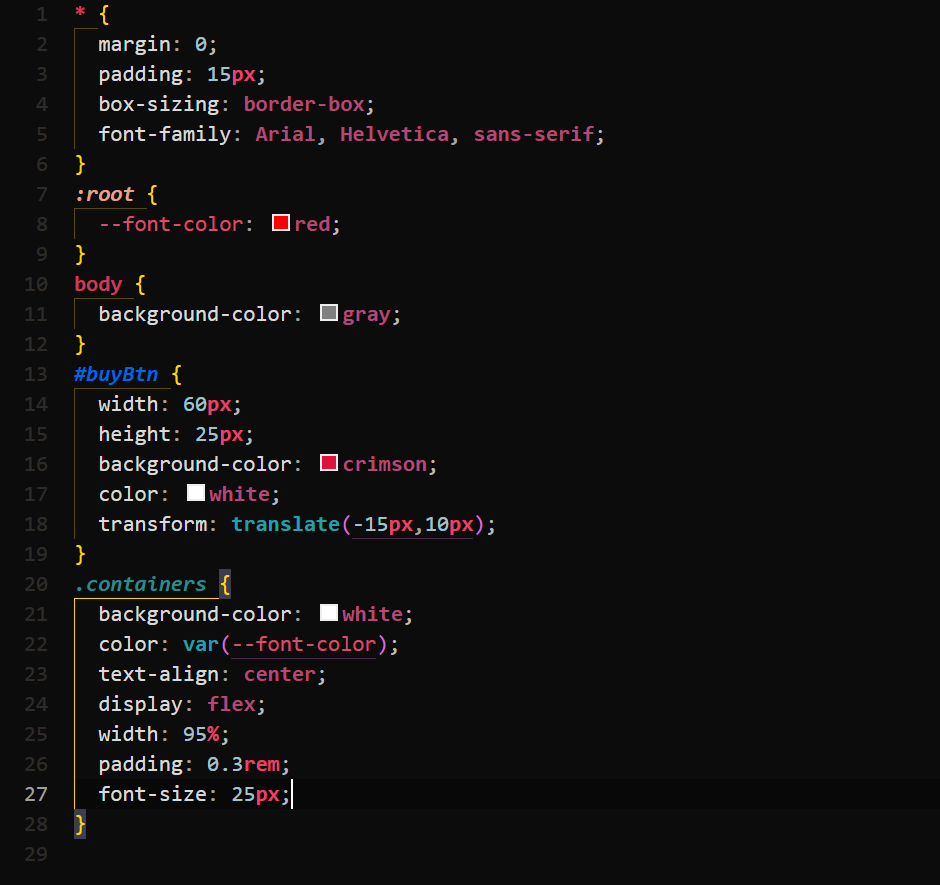 1 * {
2   margin: 0;
3   padding: 15px;
4   box-sizing: border-box;
5   font-family: Arial, Helvetica, sans-serif;
6 }
7 :root {
8   --font-color: red;
9 }
10 body {
11   background-color: gray;
12 }
13 #buyBtn {
14   width: 60px;
15   height: 25px;
16   background-color: crimson;
17   color: white;
18   transform: translate(-15px,10px);
19 }
20 .containers {
21   background-color: white;
22   color: var(--font-color);
23   text-align: center;
24   display: flex;
25   width: 95%;
26   padding: 0.3rem;
27   font-size: 25px;
28 }
29